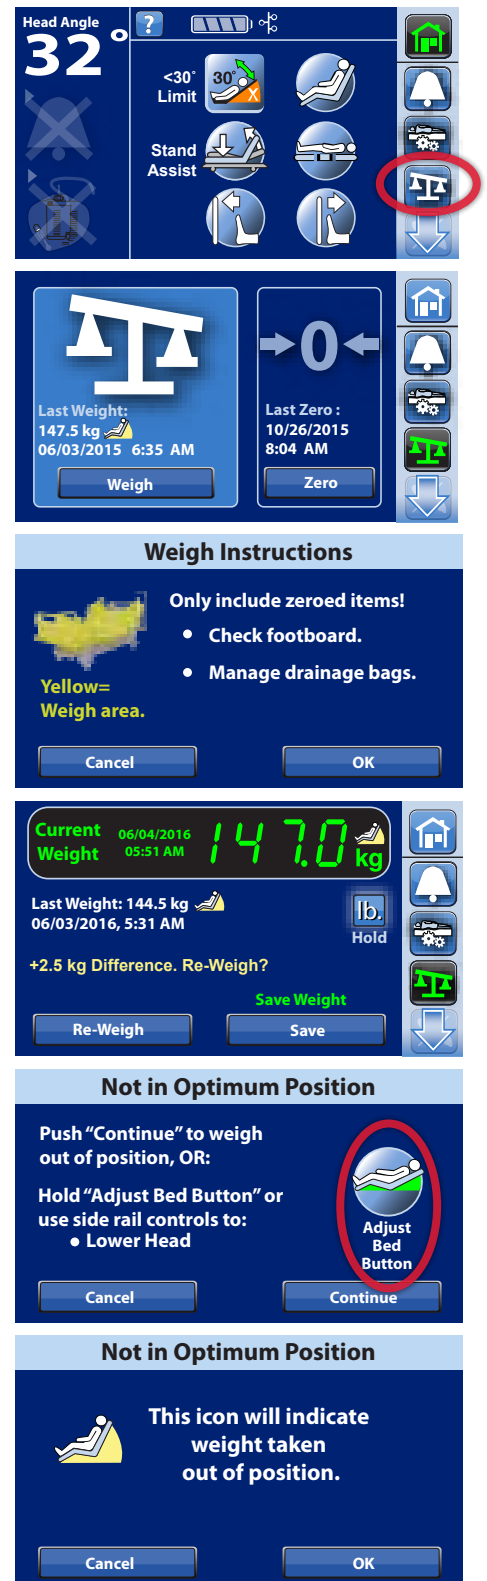 Head Angle
32°
?
<30°
Limit
30°
X
Stand
Assist
Last Weight:
147.5 kg
06/03/2015 6:35 AM
Weigh
0
Last Zero :
10/26/2015
8:04 AM
Zero
Weigh Instructions
Only include zeroed items!
• Check footboard.
• Manage drainage bags.
Yellow=
Weigh area.
Cancel
OK
Current
Weight
06/04/2016
05:51 AM
147.0
kg
Last Weight: 144.5 kg
06/03/2016, 5:31 AM
lb.
Hold
+2.5 kg Difference. Re-Weigh?
Save Weight
Re-Weigh
Save
Not in Optimum Position
Push “Continue” to weigh
out of position, OR:
Hold “Adjust Bed Button” or
use side rail controls to:
• Lower Head
Adjust
Bed
Button
Cancel
Continue
Not in Optimum Position
This icon will indicate
weight taken
out of position.
Cancel
OK